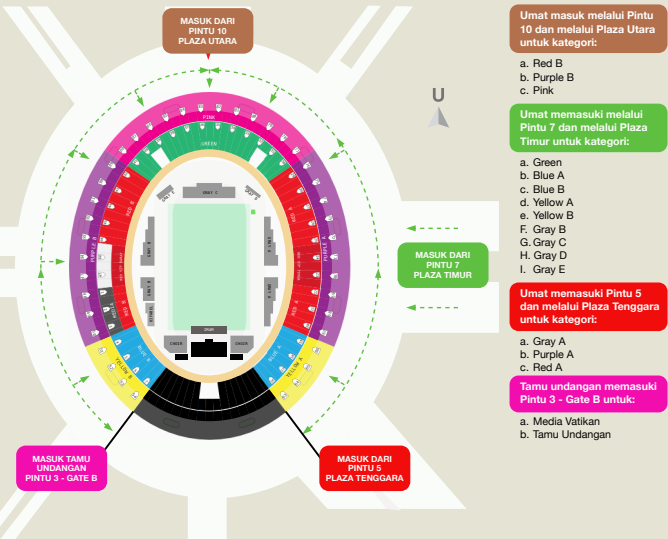 MASUK DARI
PINTU 10
PLAZA UTARA
U
PINK
GREEN
GRAY C
PURPLE B
PURPLE A
RED B
RED A
BLUE A
YELLOW B
YELLOW A
CHOIR
CHOIR
MASUK DARI
PINTU 7
PLAZA TIMUR
MASUK TAMU
UNDANGAN
PINTU 3 - GATE B
MASUK DARI
PINTU 5
PLAZA TENGGARA
Umat masuk melalui Pintu
10 dan melalui Plaza Utara
untuk kategori:
a. Red B
b. Purple B
c. Pink
Umat memasuki melalui
Pintu 7 dan melalui Plaza
Timur untuk kategori:
a. Green
b. Blue A
c. Blue B
d. Yellow A
e. Yellow B
F. Gray B
G. Gray C
H. Gray D
I. Gray E
Umat memasuki Pintu 5
dan melalui Plaza Tenggara
untuk kategori:
a. Gray A
b. Purple A
c. Red A
Tamu undangan memasuki
Pintu 3 - Gate B untuk:
a. Media Vatikan
b. Tamu Undangan